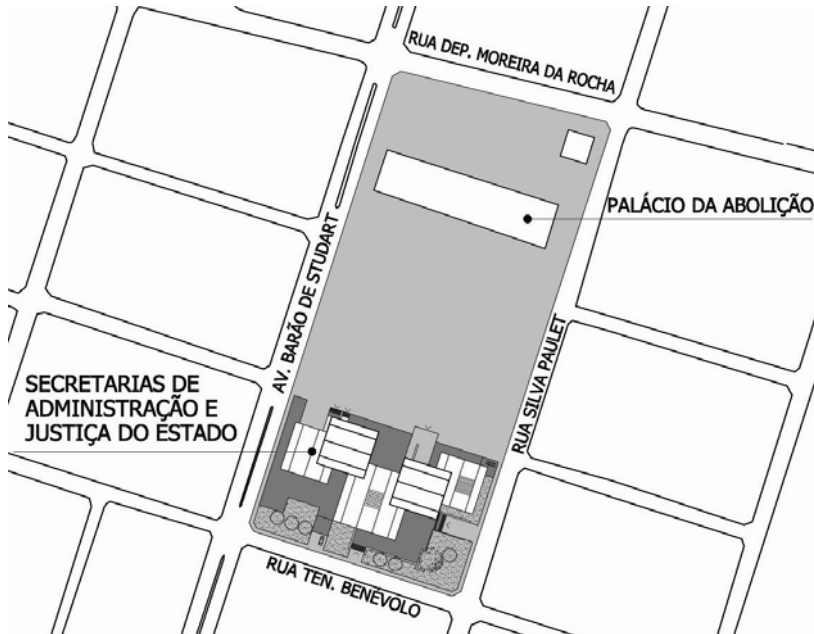 RUA DEP. MOREIRA DA ROCHA
PALÁCIO DA ABOLIÇÃO
AV. BARÃO DE STUDART
RUA SILVA PAULET
SECRETARIAS DE
ADMINISTRAÇÃO E
JUSTIÇA DO ESTADO
RUA TEN. BENÉVOLO